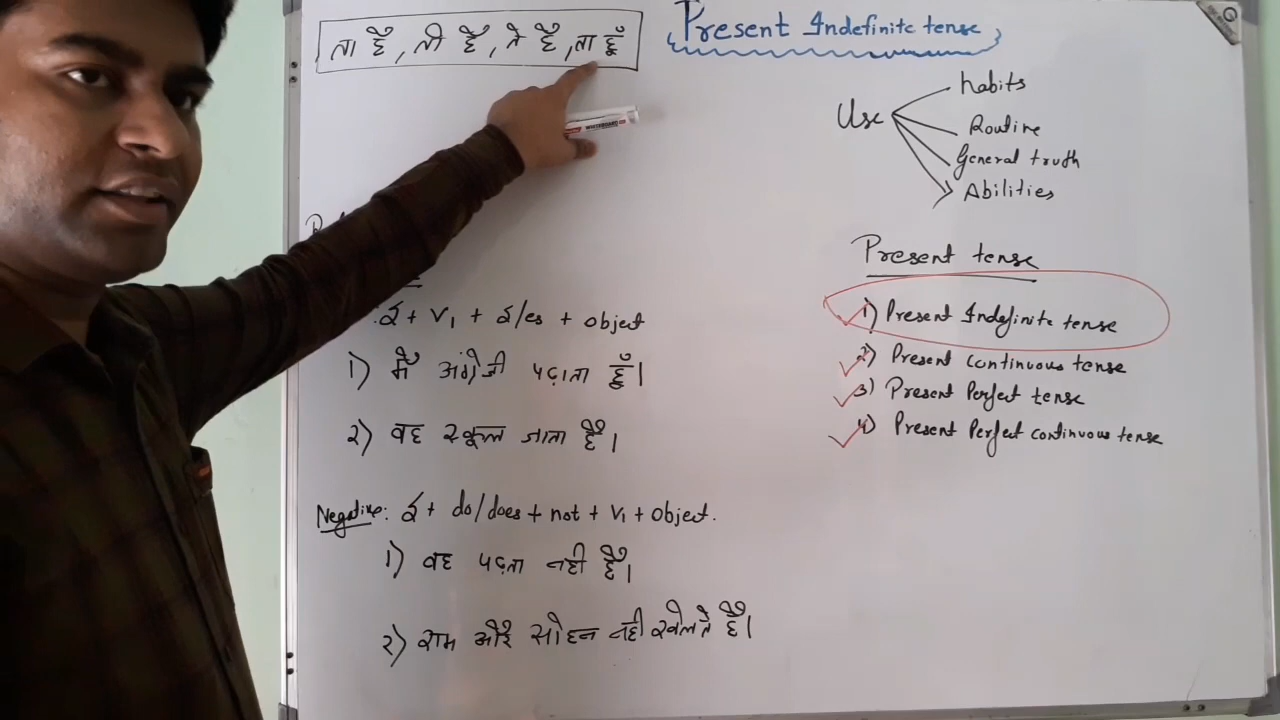 ता है, ती है, ते है, ता हूँ
Present Indefinite tense
Use
habits
Routine
General truth
Abilities
WHITEBOARD
S + V1 + s/es + object
1) मैं अंग्रेजी पढ़ाता हूँ।
2) वह स्कूल जाता है।
Negative: S + do/does + not + V1 + object.
1) वह पढ़ता नही है।
2) राम और सोहन नही खेलते है।
Present tense
1) Present Indefinite tense
2) Present continuous tense
3) Present Perfect tense
4) Present Perfect continuous tense